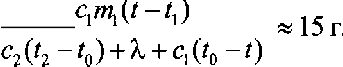 c₁m₁(t − t₁)
c₂(t₂ − t₀) + λ + c₁(t₀ − t) ≈ 15 г.